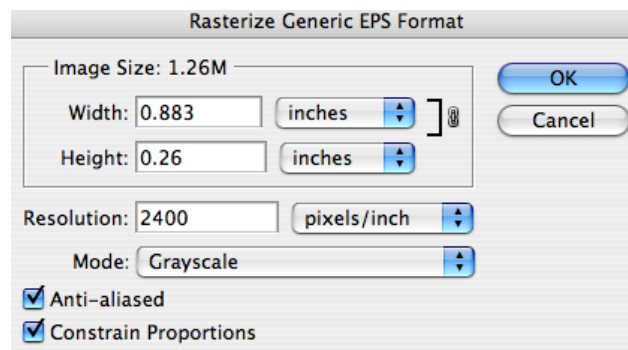 Rasterize Generic EPS Format
Image Size: 1.26M
OK
Width: 0.883 inches
Cancel
Height: 0.26 inches
Resolution: 2400 pixels/inch
Mode: Grayscale
Anti-aliased
Constrain Proportions